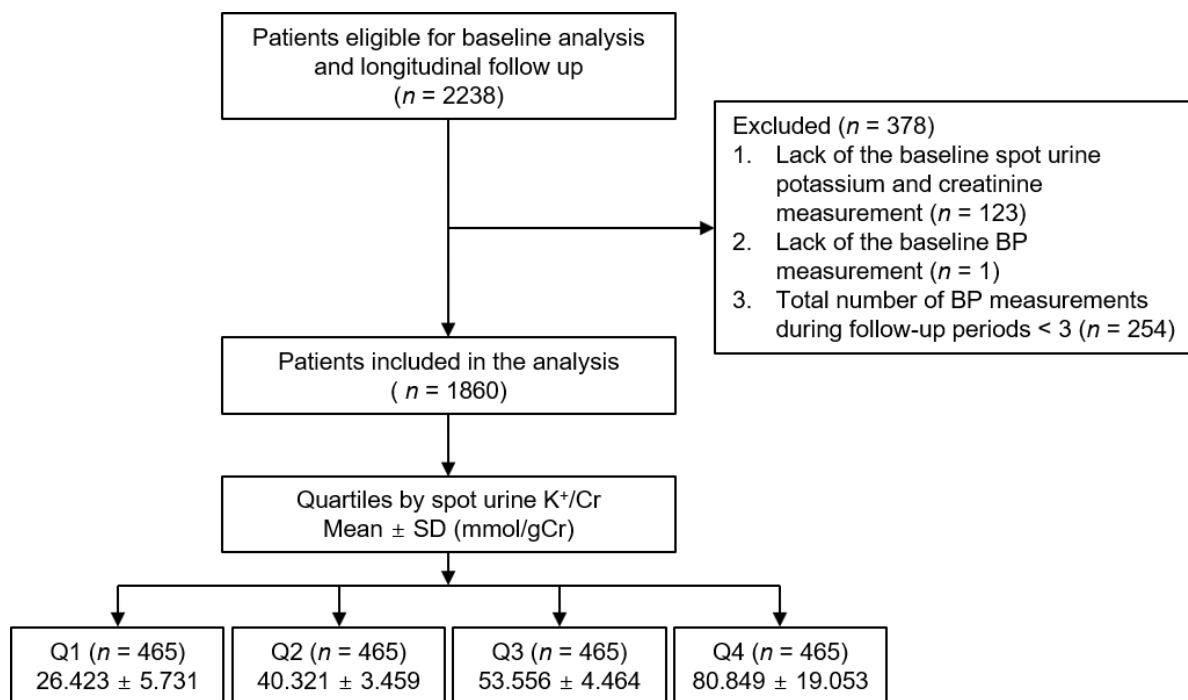 Patients eligible for baseline analysis
and longitudinal follow up
(n = 2238)
Excluded (n = 378)
1. Lack of the baseline spot urine
potassium and creatinine
measurement (n = 123)
2. Lack of the baseline BP
measurement (n = 1)
3. Total number of BP measurements
during follow-up periods < 3 (n = 254)
Patients included in the analysis
( n = 1860)
Quartiles by spot urine K⁺/Cr
Mean ± SD (mmol/gCr)
Q1 (n = 465)
26.423 ± 5.731
Q2 (n = 465)
40.321 ± 3.459
Q3 (n = 465)
53.556 ± 4.464
Q4 (n = 465)
80.849 ± 19.053